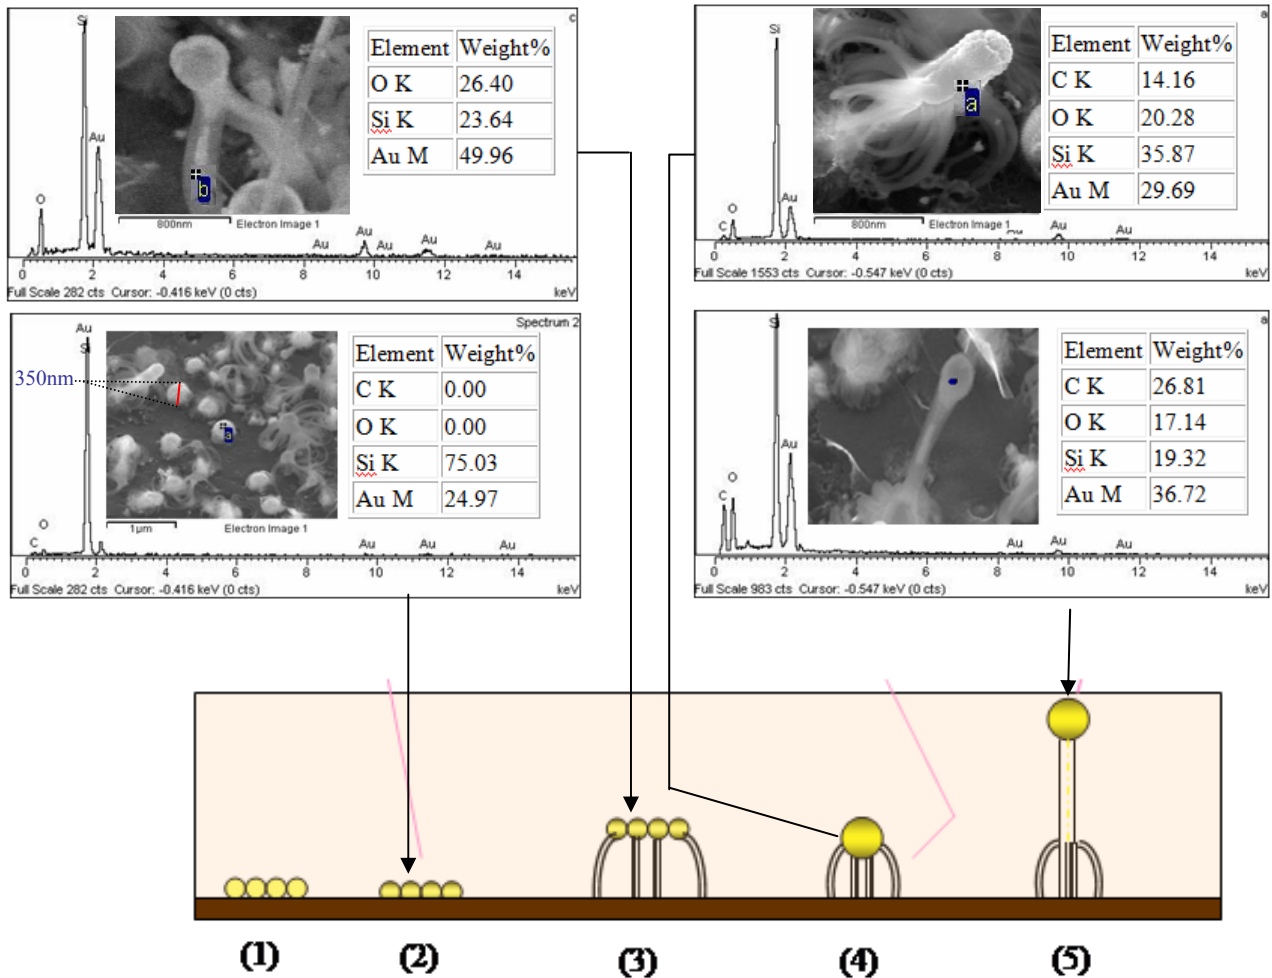 c
Si
Au
O
Au
Au
Au
Au
Au
b
800nm
Electron Image 1
0 2 4 6 8 10 12 14
Full Scale 282 cts Cursor: -0.416 keV (0 cts)
keV
Element Weight%
O K 26.40
Si K 23.64
Au M 49.96
a
Si
Au
C
O
Au
Au
a
800nm
Electron Image 1
0 2 4 6 8 10 12 14
Full Scale 1553 cts Cursor: -0.547 keV (0 cts)
keV
Element Weight%
C K 14.16
O K 20.28
Si K 35.87
Au M 29.69
Spectrum 2
Au
Si
350nm
C
O
Au
Au
Au
a
1µm
Electron Image 1
0 2 4 6 8 10 12 14
Full Scale 282 cts Cursor: -0.416 keV (0 cts)
keV
Element Weight%
C K 0.00
O K 0.00
Si K 75.03
Au M 24.97
a
Si
Au
C
O
Au
Au
Au
0 2 4 6 8 10 12 14
Full Scale 983 cts Cursor: -0.547 keV (0 cts)
keV
Element Weight%
C K 26.81
O K 17.14
Si K 19.32
Au M 36.72
(1) (2) (3) (4) (5)